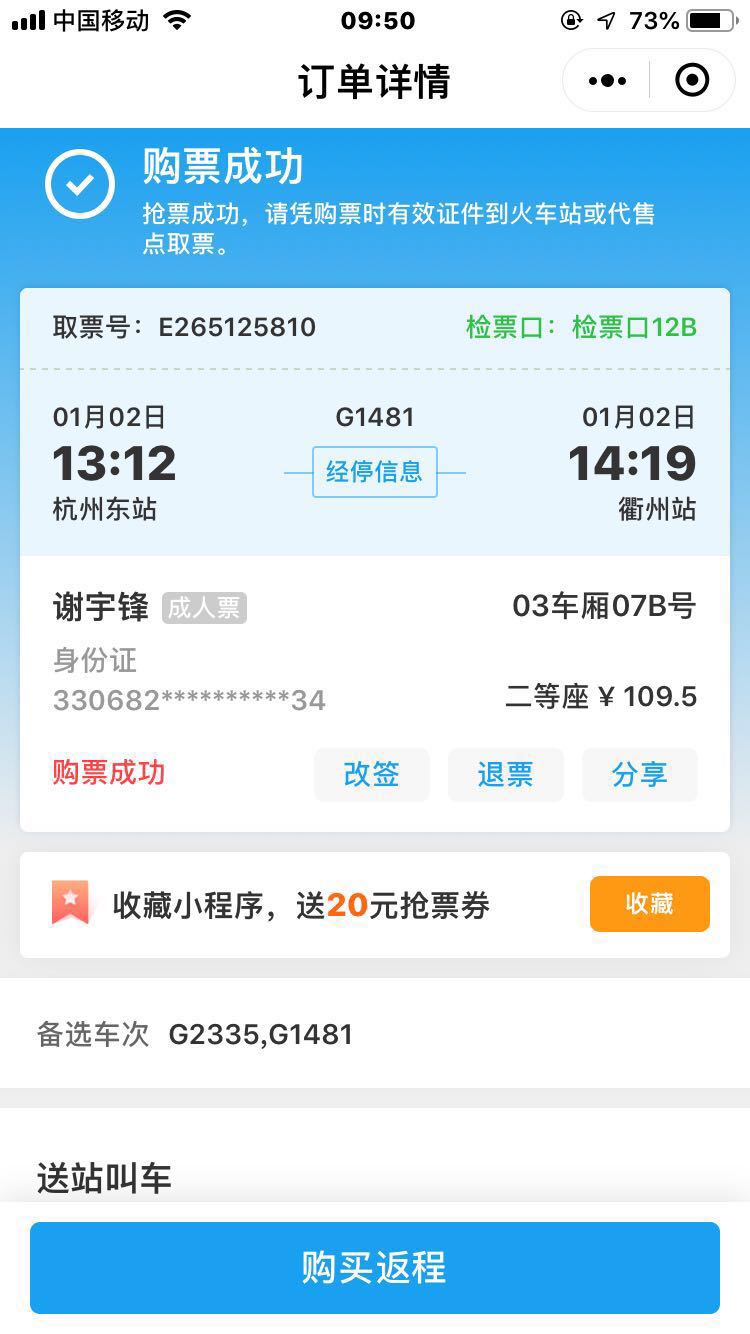 中国移动
09:50
73%
订单详情
购票成功
抢票成功，请凭购票时有效证件到火车站或代售
点取票。
取票号：E265125810
检票口：检票口12B
01月02日
G1481
01月02日
13:12
经停信息
14:19
杭州东站
衢州站
谢宇锋 成人票
03车厢07B号
身份证
330682**********34
二等座 ¥ 109.5
购票成功
改签
退票
分享
收藏小程序，送20元抢票券
收藏
备选车次 G2335,G1481
送站叫车
购买返程